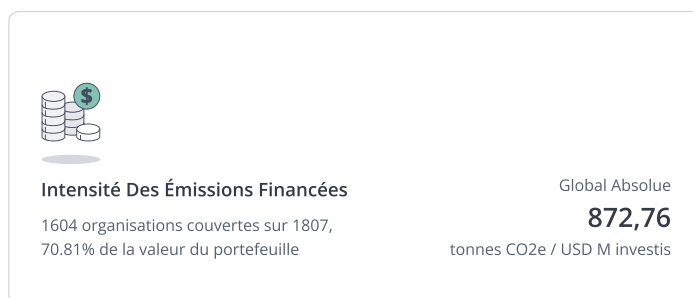 $
Intensité Des Émissions Financées
1604 organisations couvertes sur 1807,
70.81% de la valeur du portefeuille
Global Absolue
872,76
tonnes CO2e / USD M investis